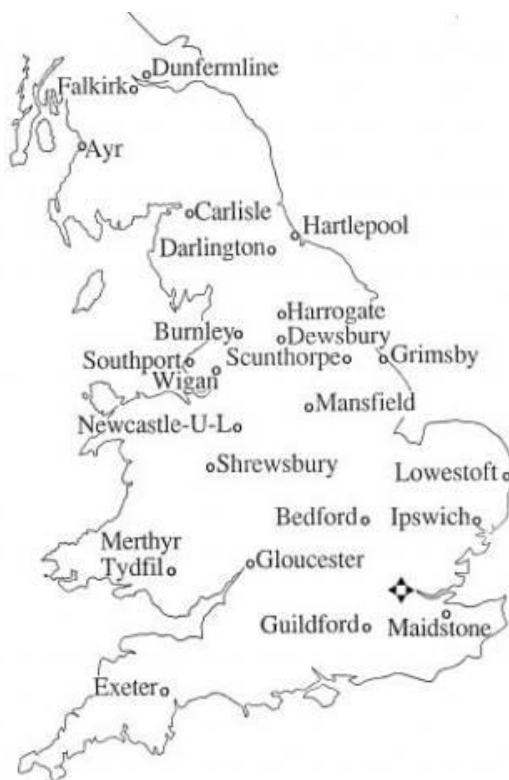 Dunfermline
Falkirk
Ayr
Carlisle
Hartlepool
Darlington
Harrogate
Burnley
Dewsbury
Southport
Scunthorpe
Grimsby
Wigan
Mansfield
Newcastle-U-L
Shrewsbury
Lowestoft
Bedford
Ipswich
Merthyr
Tydfil
Gloucester
Guildford
Maidstone
Exeter